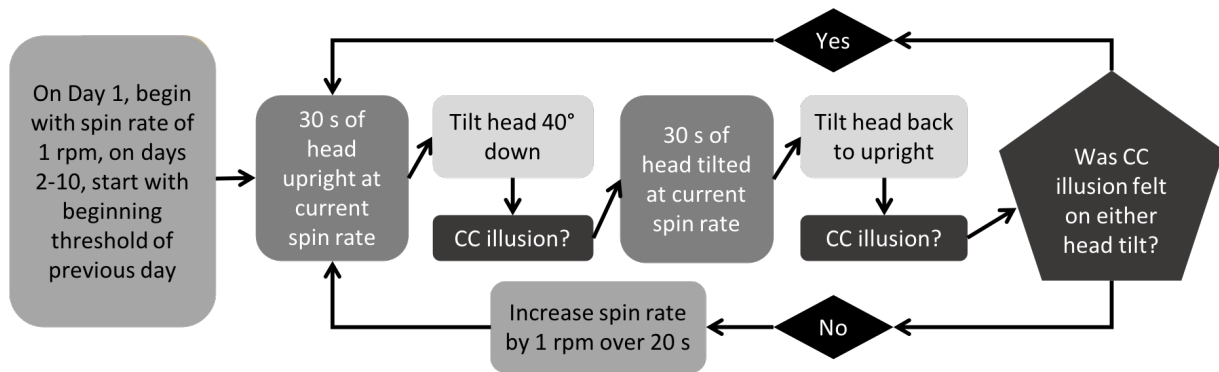 On Day 1, begin
with spin rate of
1 rpm, on days
2-10, start with
beginning
threshold of
previous day
30 s of
head
upright at
current
spin rate
Tilt head 40°
down
CC illusion?
30 s of
head tilted
at current
spin rate
Tilt head back
to upright
CC illusion?
Was CC
illusion felt
on either
head tilt?
Yes
No
Increase spin rate
by 1 rpm over 20 s